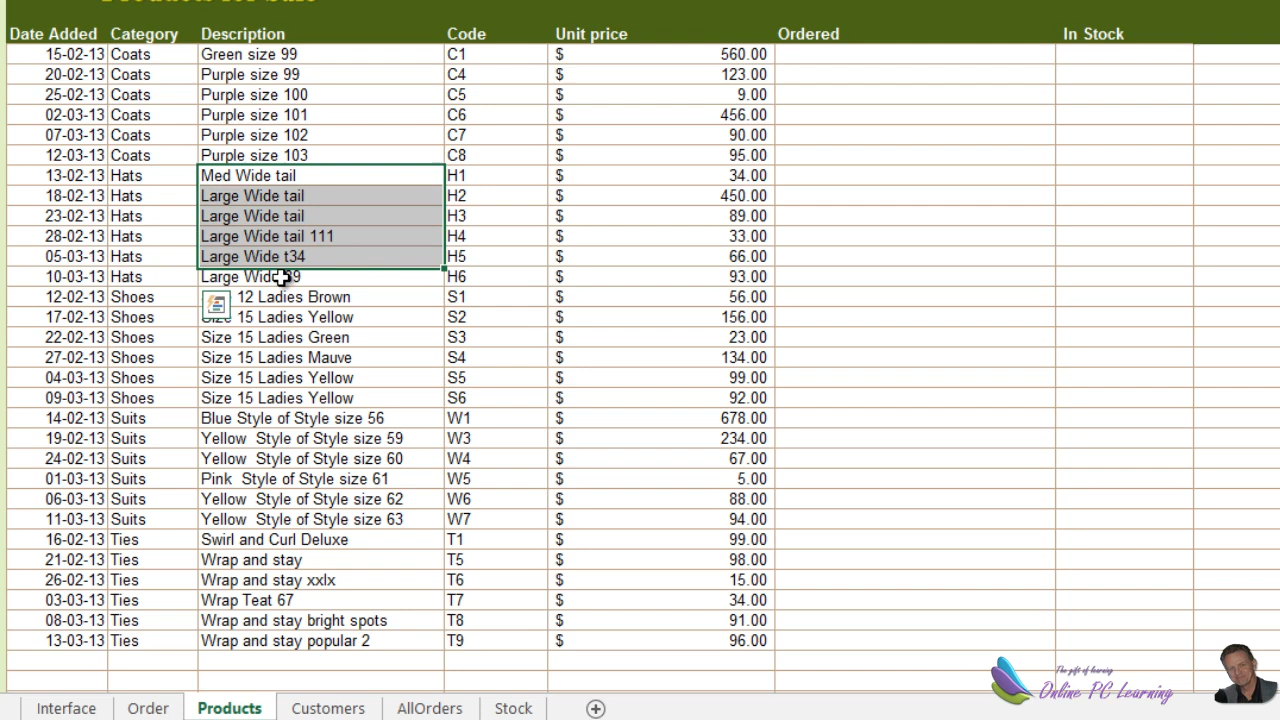 Products for Sale
Date Added Category Description Code Unit price Ordered In Stock
15-02-13 Coats Green size 99 C1 $ 560.00
20-02-13 Coats Purple size 99 C4 $ 123.00
25-02-13 Coats Purple size 100 C5 $ 9.00
02-03-13 Coats Purple size 101 C6 $ 456.00
07-03-13 Coats Purple size 102 C7 $ 90.00
12-03-13 Coats Purple size 103 C8 $ 95.00
13-02-13 Hats Med Wide tail H1 $ 34.00
18-02-13 Hats Large Wide tail H2 $ 450.00
23-02-13 Hats Large Wide tail H3 $ 89.00
28-02-13 Hats Large Wide tail 111 H4 $ 33.00
05-03-13 Hats Large Wide t34 H5 $ 66.00
10-03-13 Hats Large H6 $ 93.00
12-02-13 Shoes 12 Ladies Brown S1 $ 56.00
17-02-13 Shoes Size 15 Ladies Yellow S2 $ 156.00
22-02-13 Shoes Size 15 Ladies Green S3 $ 23.00
27-02-13 Shoes Size 15 Ladies Mauve S4 $ 134.00
04-03-13 Shoes Size 15 Ladies Yellow S5 $ 99.00
09-03-13 Shoes Size 15 Ladies Yellow S6 $ 92.00
14-02-13 Suits Blue Style of Style size 56 W1 $ 678.00
19-02-13 Suits Yellow  Style of Style size 59 W3 $ 234.00
24-02-13 Suits Yellow  Style of Style size 60 W4 $ 67.00
01-03-13 Suits Pink  Style of Style size 61 W5 $ 5.00
06-03-13 Suits Yellow  Style of Style size 62 W6 $ 88.00
11-03-13 Suits Yellow  Style of Style size 63 W7 $ 94.00
16-02-13 Ties Swirl and Curl Deluxe T1 $ 99.00
21-02-13 Ties Wrap and stay T5 $ 98.00
26-02-13 Ties Wrap and stay xxlx T6 $ 15.00
03-03-13 Ties Wrap Teat 67 T7 $ 34.00
08-03-13 Ties Wrap and stay bright spots T8 $ 91.00
13-03-13 Ties Wrap and stay popular 2 T9 $ 96.00
The gift of learning
Online PC Learning
Interface Order Products Customers AllOrders Stock